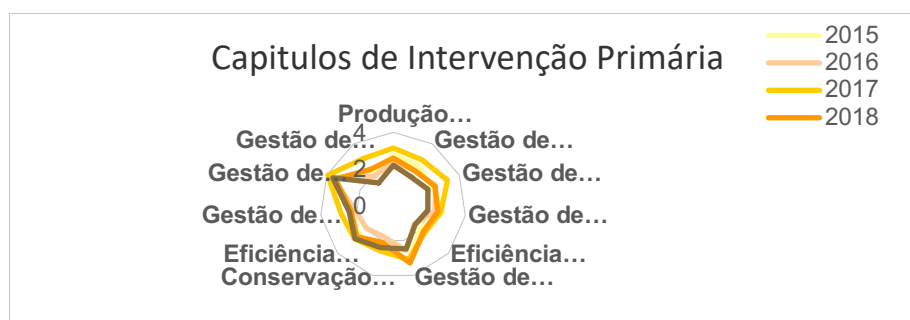 Capitulos de Intervenção Primária
2015
2016
2017
2018
Produção…
Gestão de…
Gestão de…
Gestão de…
Eficiência…
Gestão de…
Conservação…
Eficiência…
Gestão de…
Gestão de…
Gestão de…
4
2
0